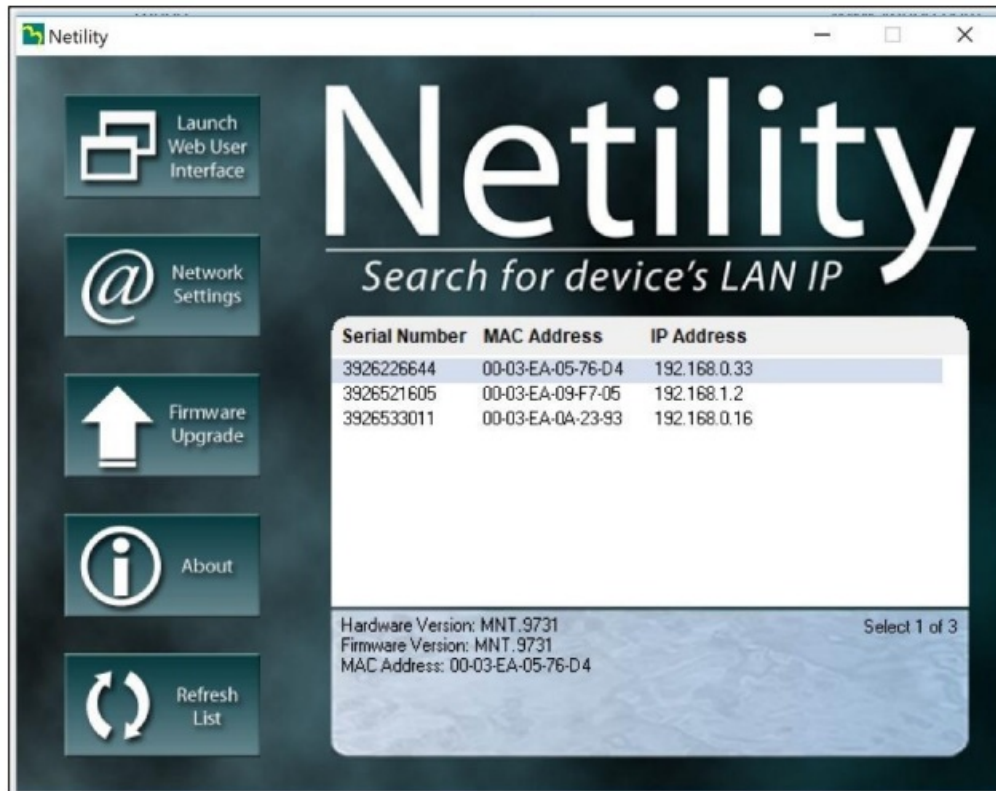 Netility
Launch
Web User
Interface
Network
Settings
Firmware
Upgrade
About
Refresh
List
Netility
Search for device's LAN IP
Serial Number MAC Address IP Address
3926226644 00-03-EA-05-76-D4 192.168.0.33
3926521605 00-03-EA-09-F7-05 192.168.1.2
3926533011 00-03-EA-0A-23-93 192.168.0.16
Hardware Version: MNT.9731 Select 1 of 3
Firmware Version: MNT.9731
MAC Address: 00-03-EA-05-76-D4